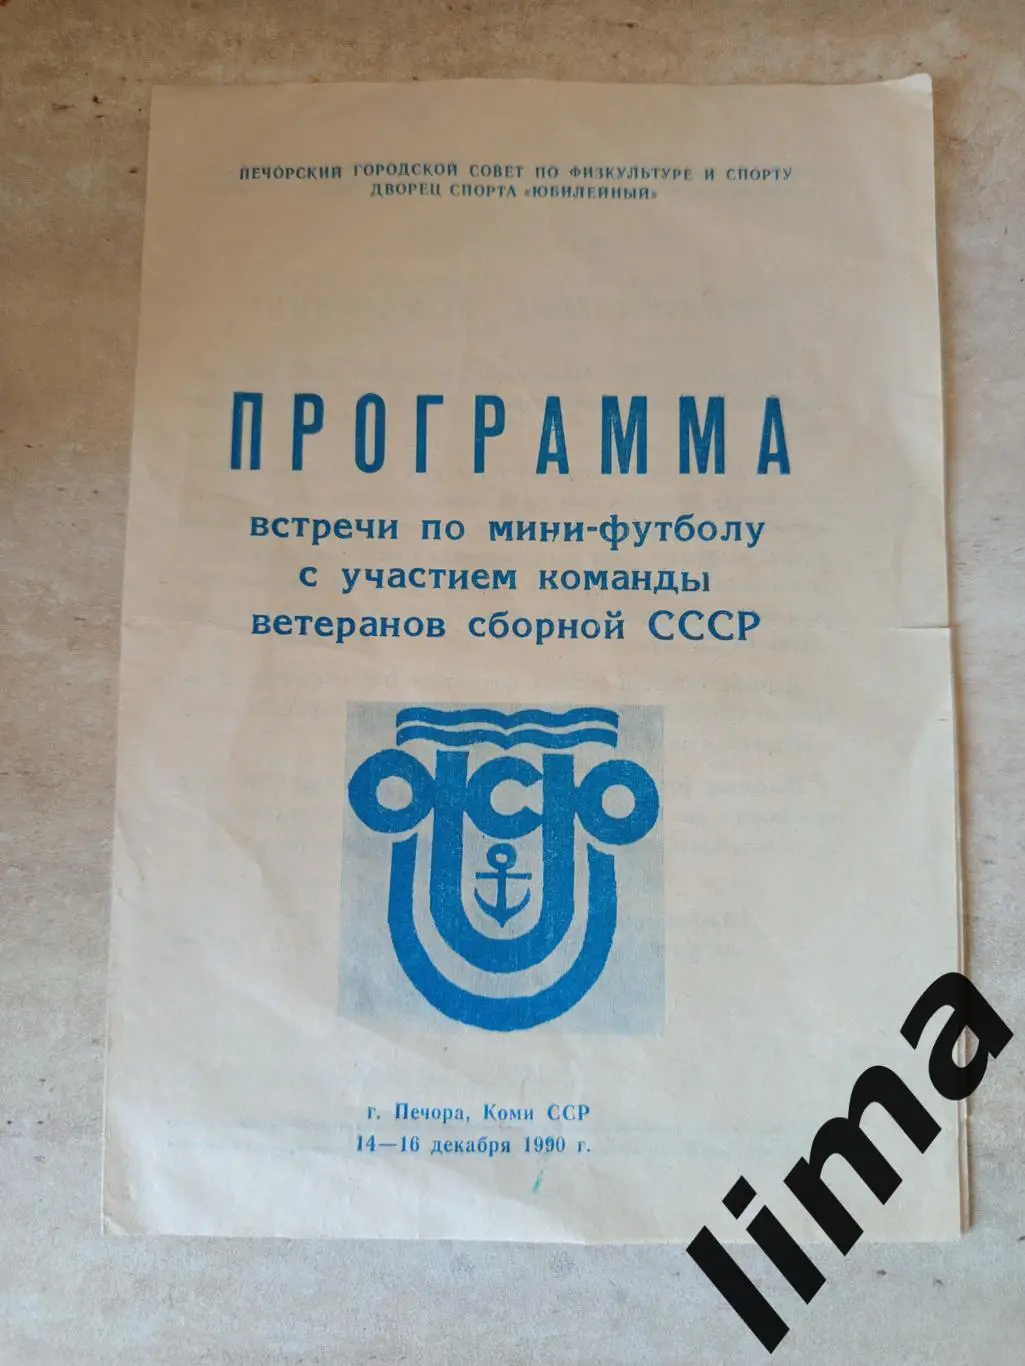 ПЕЧОРСКИЙ ГОРОДСКОЙ СОВЕТ ПО ФИЗКУЛЬТУРЕ И СПОРТУ
ДВОРЕЦ СПОРТА «ЮБИЛЕЙНЫЙ»
ПРОГРАММА
встречи по мини-футболу
с участием команды
ветеранов сборной СССР
г. Печора, Коми ССР
14—16 декабря 1990 г.
lima